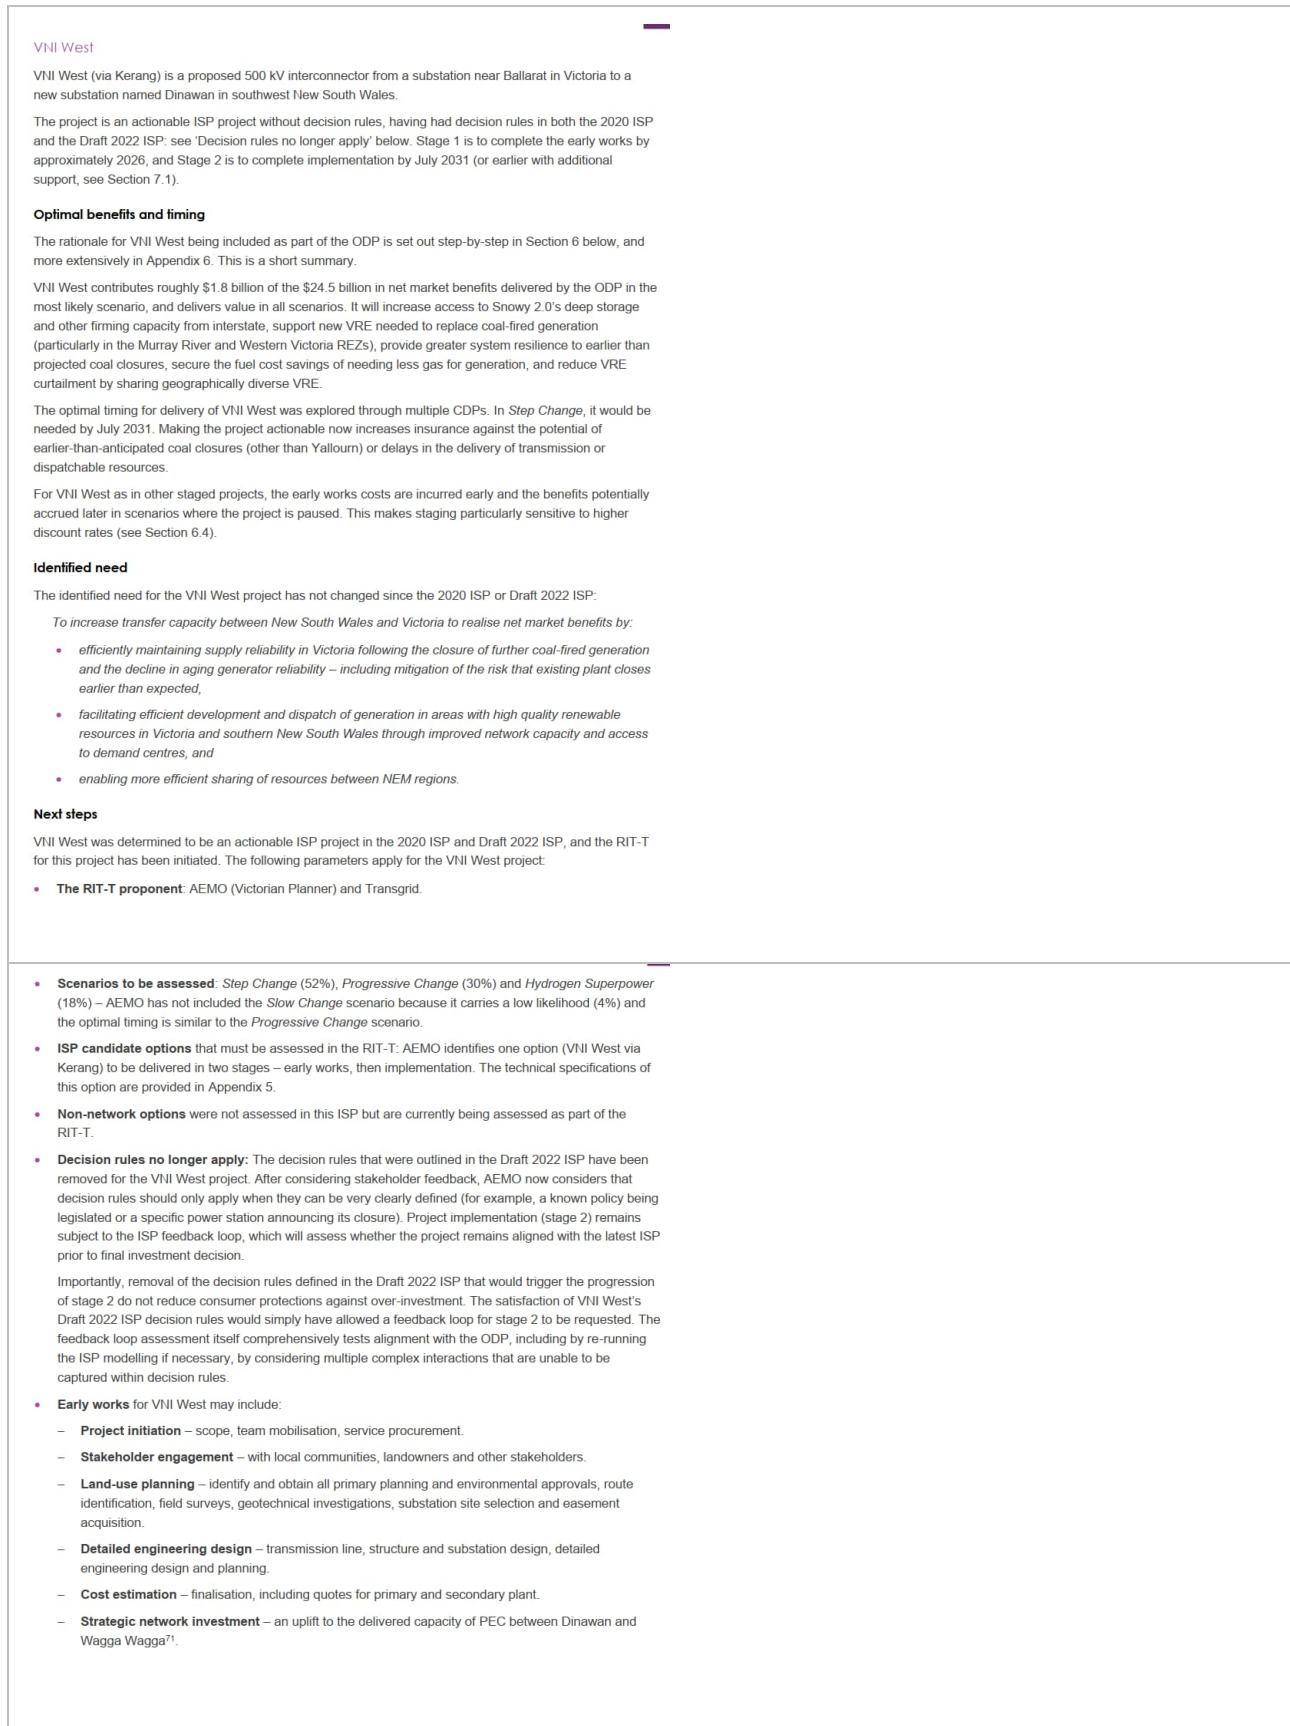 VNI West
VNI West (via Kerang) is a proposed 500 kV interconnector from a substation near Ballarat in Victoria to a
new substation named Dinawan in southwest New South Wales.
The project is an actionable ISP project without decision rules, having had decision rules in both the 2020 ISP
and the Draft 2022 ISP: see 'Decision rules no longer apply' below. Stage 1 is to complete the early works by
approximately 2026, and Stage 2 is to complete implementation by July 2031 (or earlier with additional
support, see Section 7.1).
Optimal benefits and timing
The rationale for VNI West being included as part of the ODP is set out step-by-step in Section 6 below, and
more extensively in Appendix 6. This is a short summary.
VNI West contributes roughly $1.8 billion of the $24.5 billion in net market benefits delivered by the ODP in the
most likely scenario, and delivers value in all scenarios. It will increase access to Snowy 2.0's deep storage
and other firming capacity from interstate, support new VRE needed to replace coal-fired generation
(particularly in the Murray River and Western Victoria REZs), provide greater system resilience to earlier than
projected coal closures, secure the fuel cost savings of needing less gas for generation, and reduce VRE
curtailment by sharing geographically diverse VRE.
The optimal timing for delivery of VNI West was explored through multiple CDPs. In Step Change, it would be
needed by July 2031. Making the project actionable now increases insurance against the potential of
earlier-than-anticipated coal closures (other than Yallourn) or delays in the delivery of transmission or
dispatchable resources.
For VNI West as in other staged projects, the early works costs are incurred early and the benefits potentially
accrued later in scenarios where the project is paused. This makes staging particularly sensitive to higher
discount rates (see Section 6.4).
Identified need
The identified need for the VNI West project has not changed since the 2020 ISP or Draft 2022 ISP:
To increase transfer capacity between New South Wales and Victoria to realise net market benefits by:
• efficiently maintaining supply reliability in Victoria following the closure of further coal-fired generation
and the decline in aging generator reliability – including mitigation of the risk that existing plant closes
earlier than expected,
• facilitating efficient development and dispatch of generation in areas with high quality renewable
resources in Victoria and southern New South Wales through improved network capacity and access
to demand centres, and
• enabling more efficient sharing of resources between NEM regions.
Next steps
VNI West was determined to be an actionable ISP project in the 2020 ISP and Draft 2022 ISP, and the RIT-T
for this project has been initiated. The following parameters apply for the VNI West project:
• The RIT-T proponent: AEMO (Victorian Planner) and Transgrid.
• Scenarios to be assessed: Step Change (52%), Progressive Change (30%) and Hydrogen Superpower
(18%) – AEMO has not included the Slow Change scenario because it carries a low likelihood (4%) and
the optimal timing is similar to the Progressive Change scenario.
• ISP candidate options that must be assessed in the RIT-T: AEMO identifies one option (VNI West via
Kerang) to be delivered in two stages – early works, then implementation. The technical specifications of
this option are provided in Appendix 5.
• Non-network options were not assessed in this ISP but are currently being assessed as part of the
RIT-T.
• Decision rules no longer apply: The decision rules that were outlined in the Draft 2022 ISP have been
removed for the VNI West project. After considering stakeholder feedback, AEMO now considers that
decision rules should only apply when they can be very clearly defined (for example, a known policy being
legislated or a specific power station announcing its closure). Project implementation (stage 2) remains
subject to the ISP feedback loop, which will assess whether the project remains aligned with the latest ISP
prior to final investment decision.
Importantly, removal of the decision rules defined in the Draft 2022 ISP that would trigger the progression
of stage 2 do not reduce consumer protections against over-investment. The satisfaction of VNI West's
Draft 2022 ISP decision rules would simply have allowed a feedback loop for stage 2 to be requested. The
feedback loop assessment itself comprehensively tests alignment with the ODP, including by re-running
the ISP modelling if necessary, by considering multiple complex interactions that are unable to be
captured within decision rules.
• Early works for VNI West may include:
– Project initiation – scope, team mobilisation, service procurement.
– Stakeholder engagement – with local communities, landowners and other stakeholders.
– Land-use planning – identify and obtain all primary planning and environmental approvals, route
identification, field surveys, geotechnical investigations, substation site selection and easement
acquisition.
– Detailed engineering design – transmission line, structure and substation design, detailed
engineering design and planning.
– Cost estimation – finalisation, including quotes for primary and secondary plant.
– Strategic network investment – an uplift to the delivered capacity of PEC between Dinawan and
Wagga Wagga⁷¹.